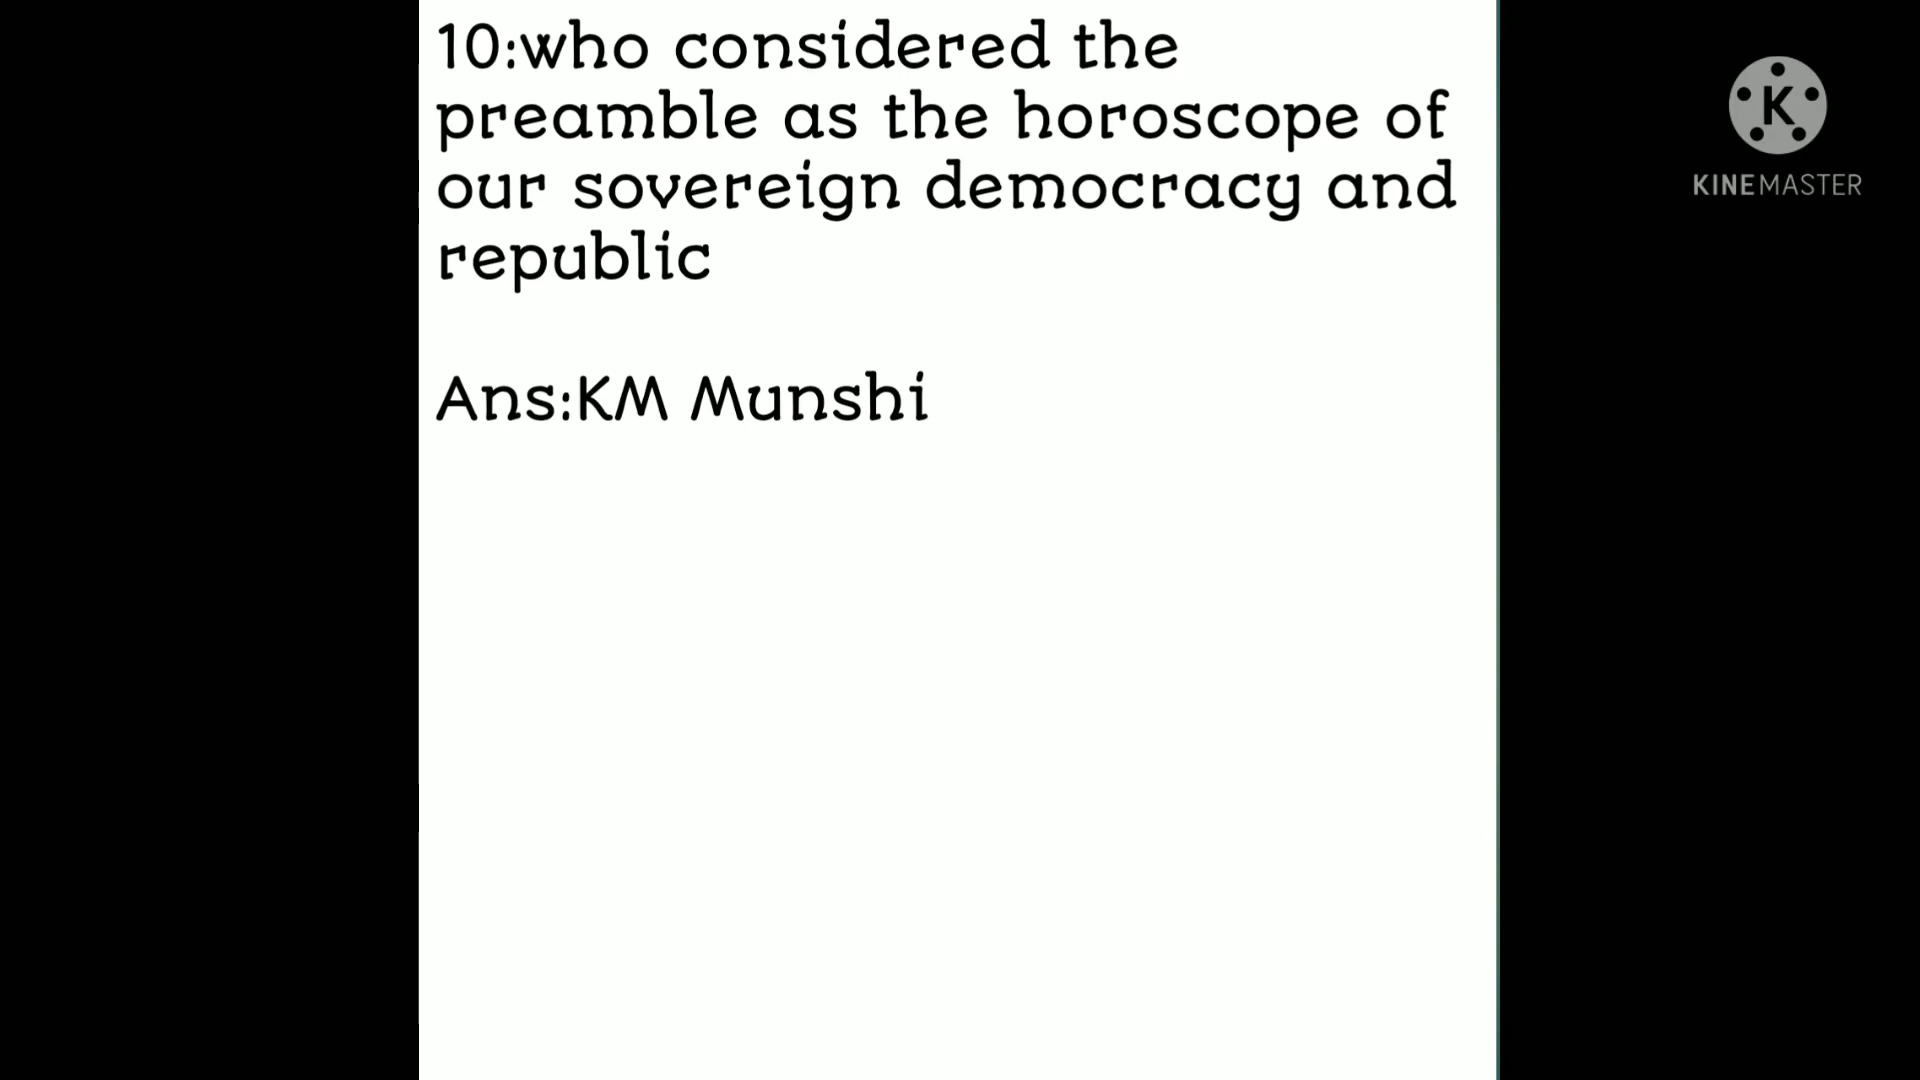 10:who considered the
preamble as the horoscope of
our sovereign democracy and
republic
Ans:KM Munshi
K
KINEMASTER